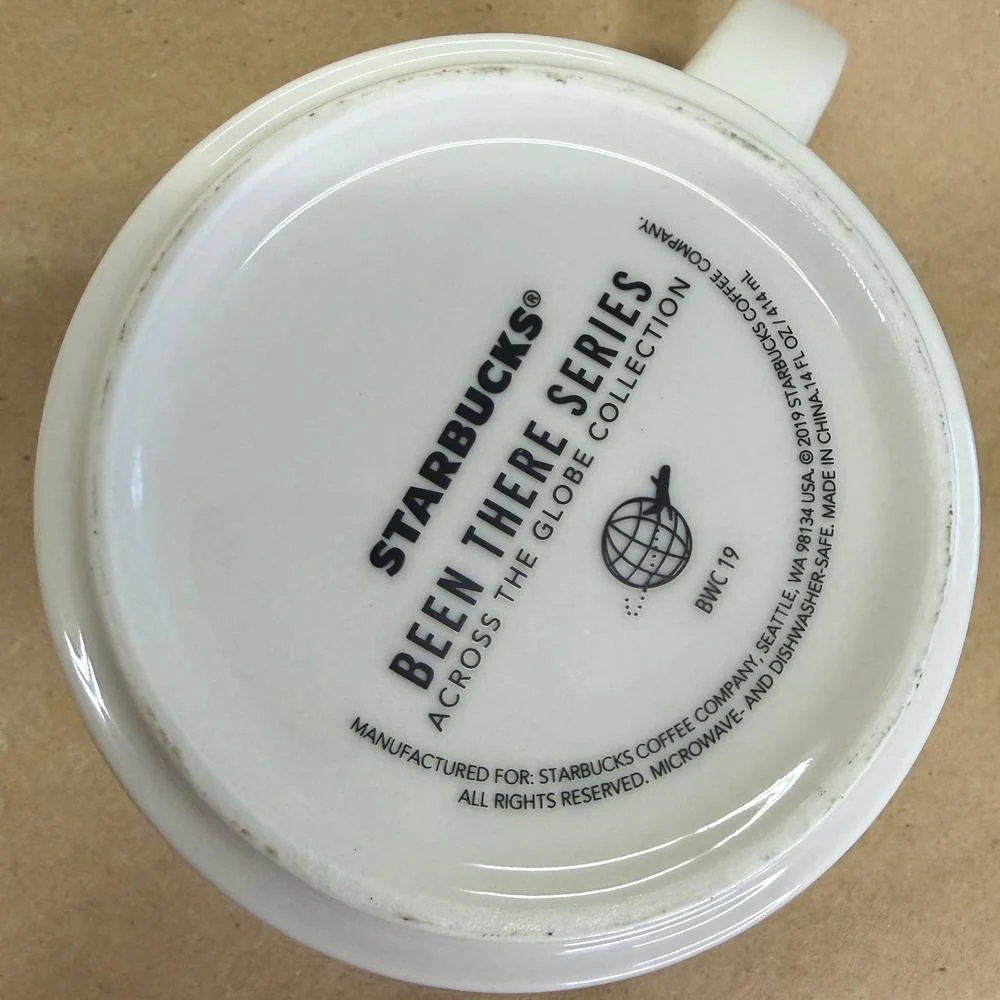 STARBUCKS®
BEEN THERE SERIES
ACROSS THE GLOBE COLLECTION
BWC 19
MANUFACTURED FOR: STARBUCKS COFFEE COMPANY, SEATTLE, WA 98134 USA. © 2019 STARBUCKS COFFEE COMPANY.
ALL RIGHTS RESERVED. MICROWAVE- AND DISHWASHER-SAFE. MADE IN CHINA.14 FL OZ / 414 mL